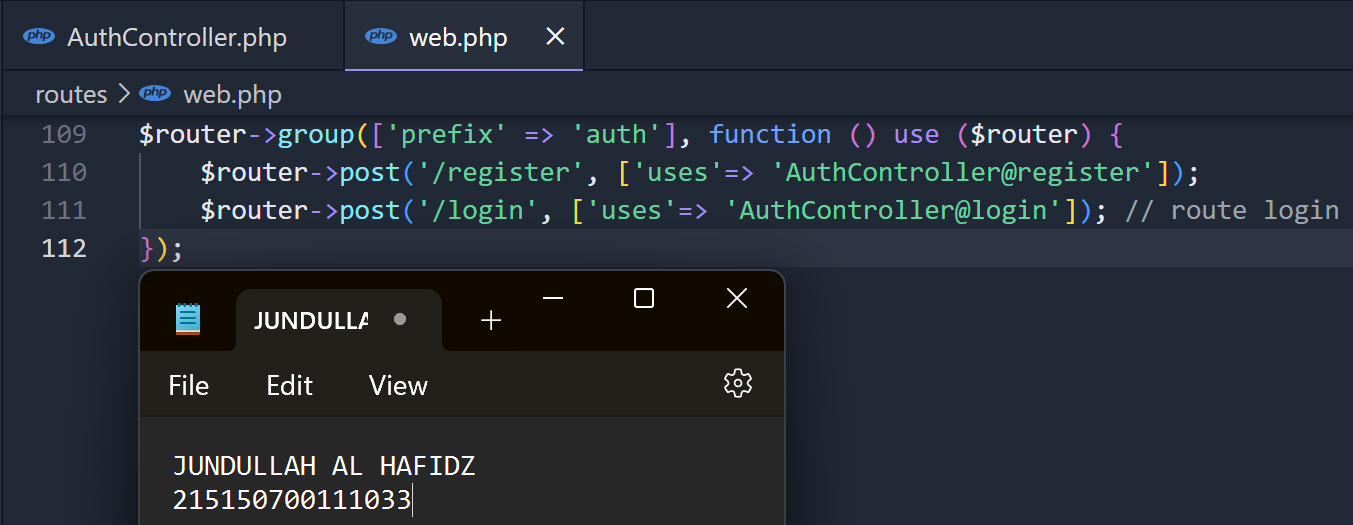 php AuthController.php
php web.php
routes > php web.php
109 $router->group(['prefix' => 'auth'], function () use ($router) {
110 $router->post('/register', ['uses'=> 'AuthController@register']);
111 $router->post('/login', ['uses'=> 'AuthController@login']); // route login
112 });
JUNDULLA
File Edit View
JUNDULLAH AL HAFIDZ
215150700111033